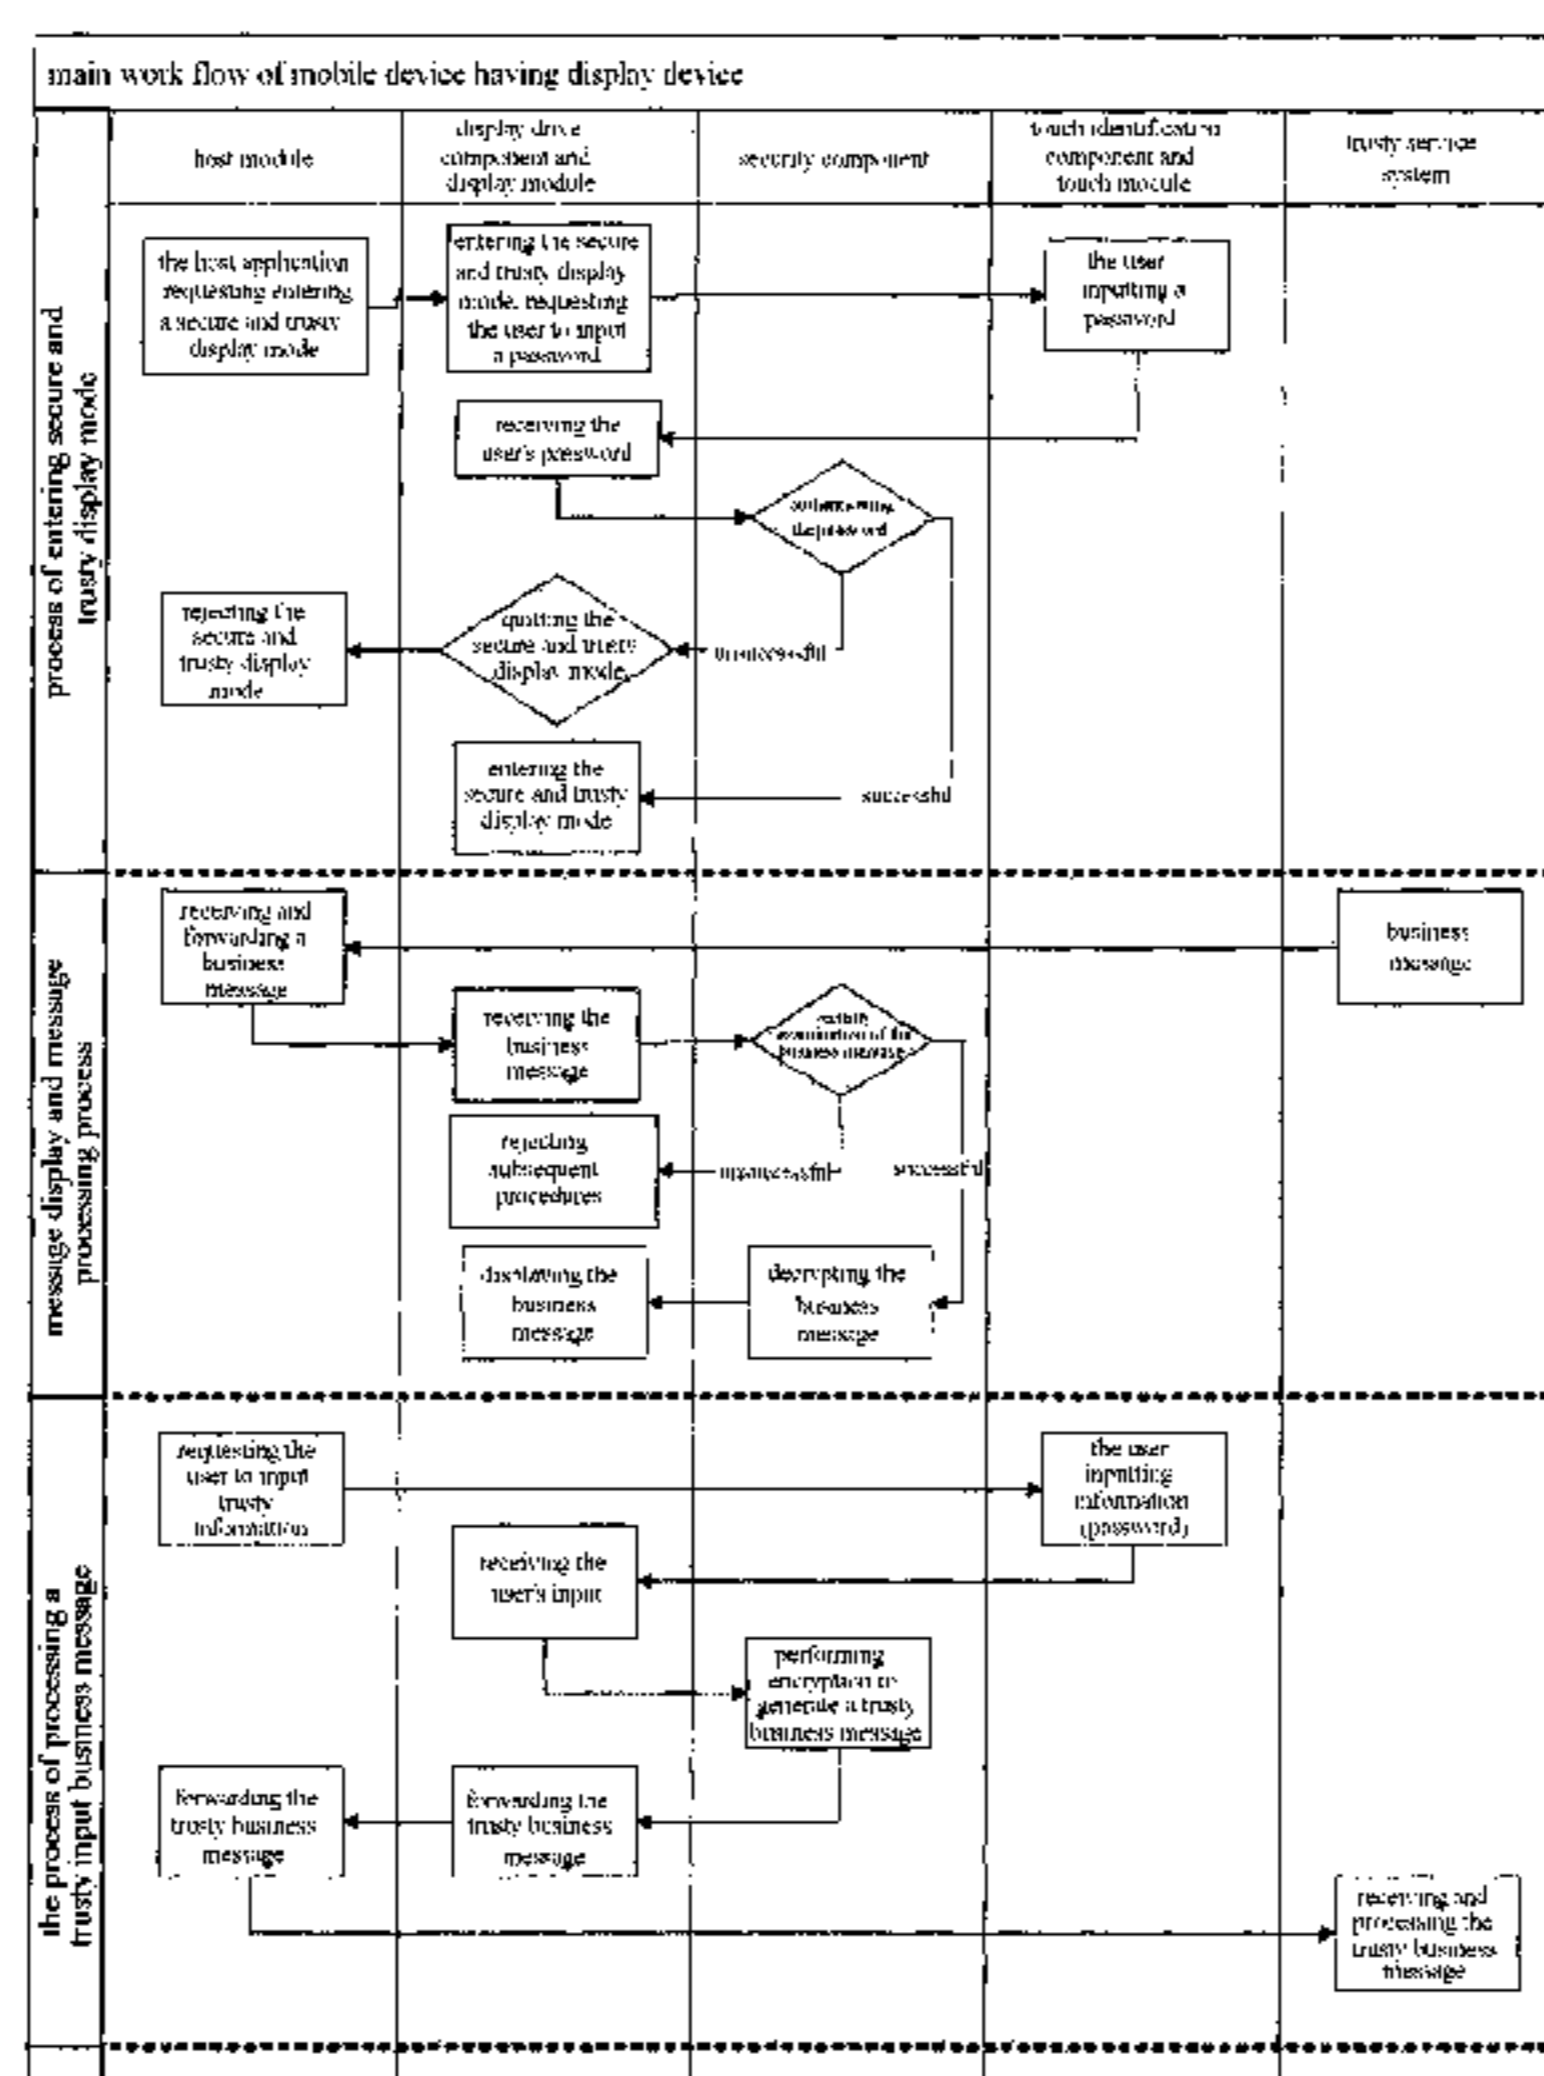 main work flow of mobile device having display device
host module
display drive
component and
display module
security component
touch identification
component and
touch module
trusty service
system
process of entering secure and
trusty display mode
the host application
requesting entering
a secure and trusty
display mode
entering the secure
and trusty display
mode, requesting
the user to input
a password
the user
inputting a
password
receiving the
user's password
the password
rejecting the
secure and
trusty display
mode
quitting the
secure and trusty
display mode
unsuccessful
entering the
secure and trusty
display mode
successful
message display and message
processing process
receiving and
forwarding a
business
message
business
message
receiving the
business
message
examination of the
business message
rejecting
subsequent
procedures
unsuccessful
successful
displaying the
business
message
decrypting the
business
message
the process of processing a
trusty input business message
requesting the
user to input
trusty
information
the user
inputting
information
(password)
receiving the
user's input
performing
encryption to
generate a trusty
business message
forwarding the
trusty business
message
forwarding the
trusty business
message
receiving and
processing the
trusty business
message